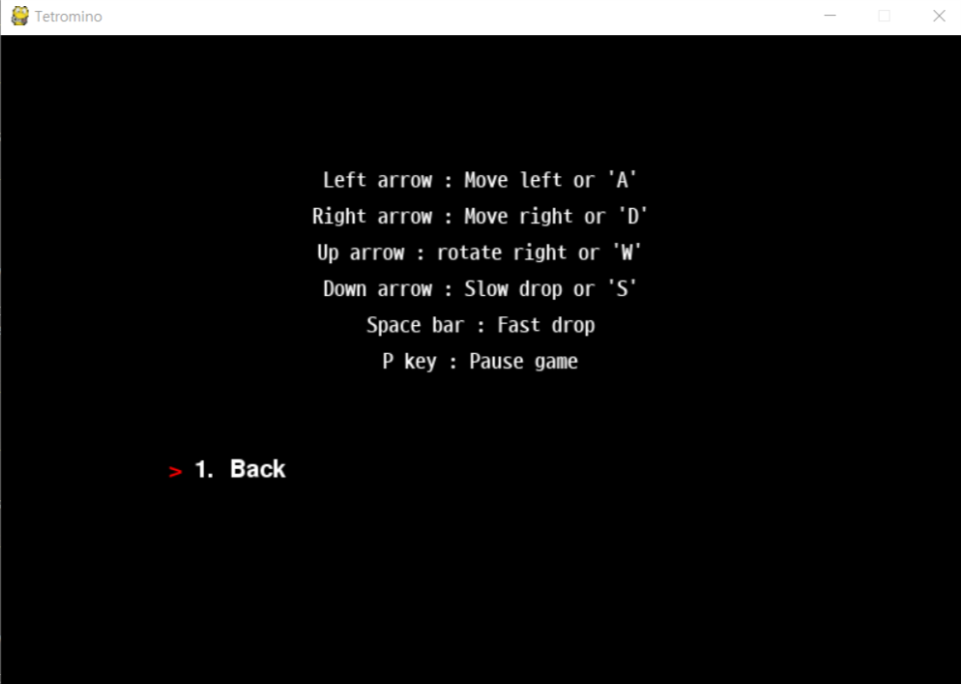 Tetromino
Left arrow : Move left or 'A'
Right arrow : Move right or 'D'
Up arrow : rotate right or 'W'
Down arrow : Slow drop or 'S'
Space bar : Fast drop
P key : Pause game
> 1. Back